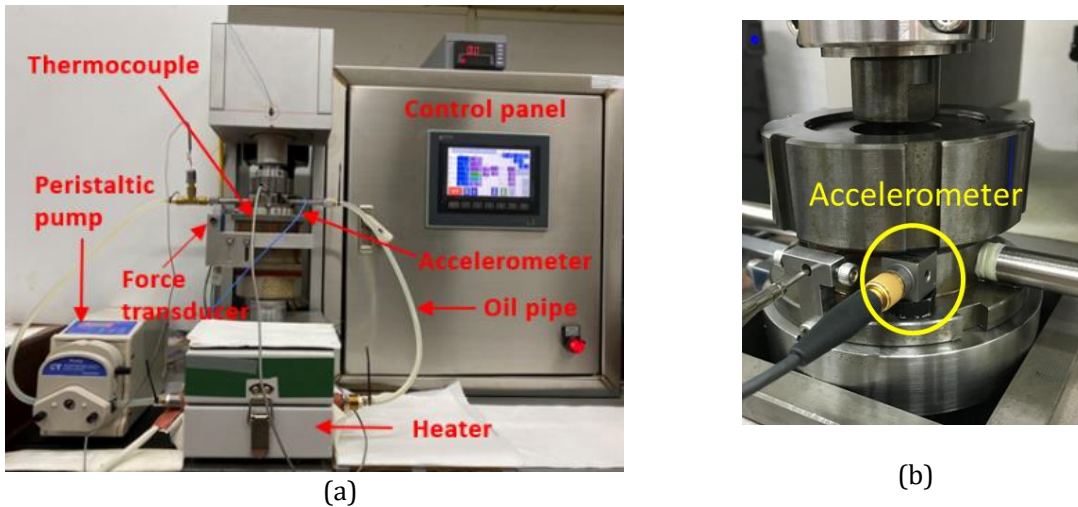 Thermocouple
Control panel
Peristaltic
pump
Force
transducer
Accelerometer
Oil pipe
Heater
(a)
Accelerometer
(b)